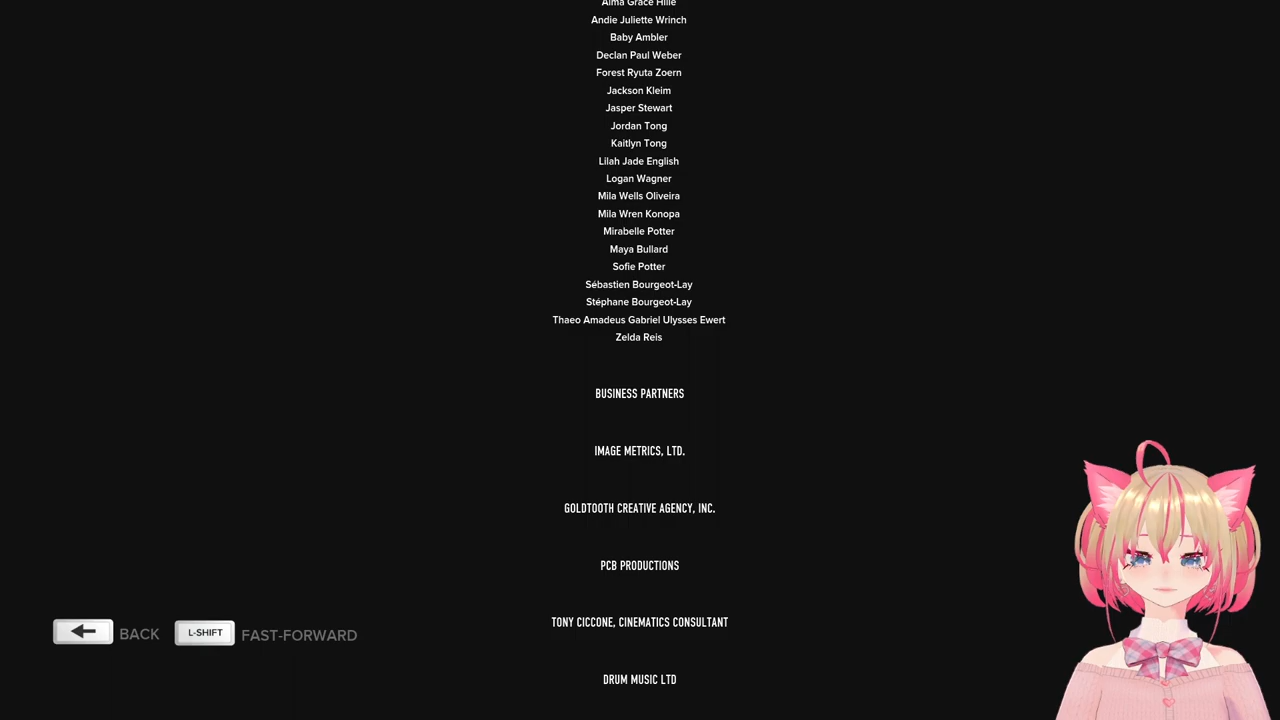 Alma Grace Hille
Andie Juliette Wrinch
Baby Ambler
Declan Paul Weber
Forest Ryuta Zoern
Jackson Kleim
Jasper Stewart
Jordan Tong
Kaitlyn Tong
Lilah Jade English
Logan Wagner
Mila Wells Oliveira
Mila Wren Konopa
Mirabelle Potter
Maya Bullard
Sofie Potter
Sébastien Bourgeot-Lay
Stéphane Bourgeot-Lay
Thaeo Amadeus Gabriel Ulysses Ewert
Zelda Reis
BUSINESS PARTNERS
IMAGE METRICS, LTD.
GOLDTOOTH CREATIVE AGENCY, INC.
PCB PRODUCTIONS
TONY CICCONE, CINEMATICS CONSULTANT
DRUM MUSIC LTD
BACK
L-SHIFT FAST-FORWARD